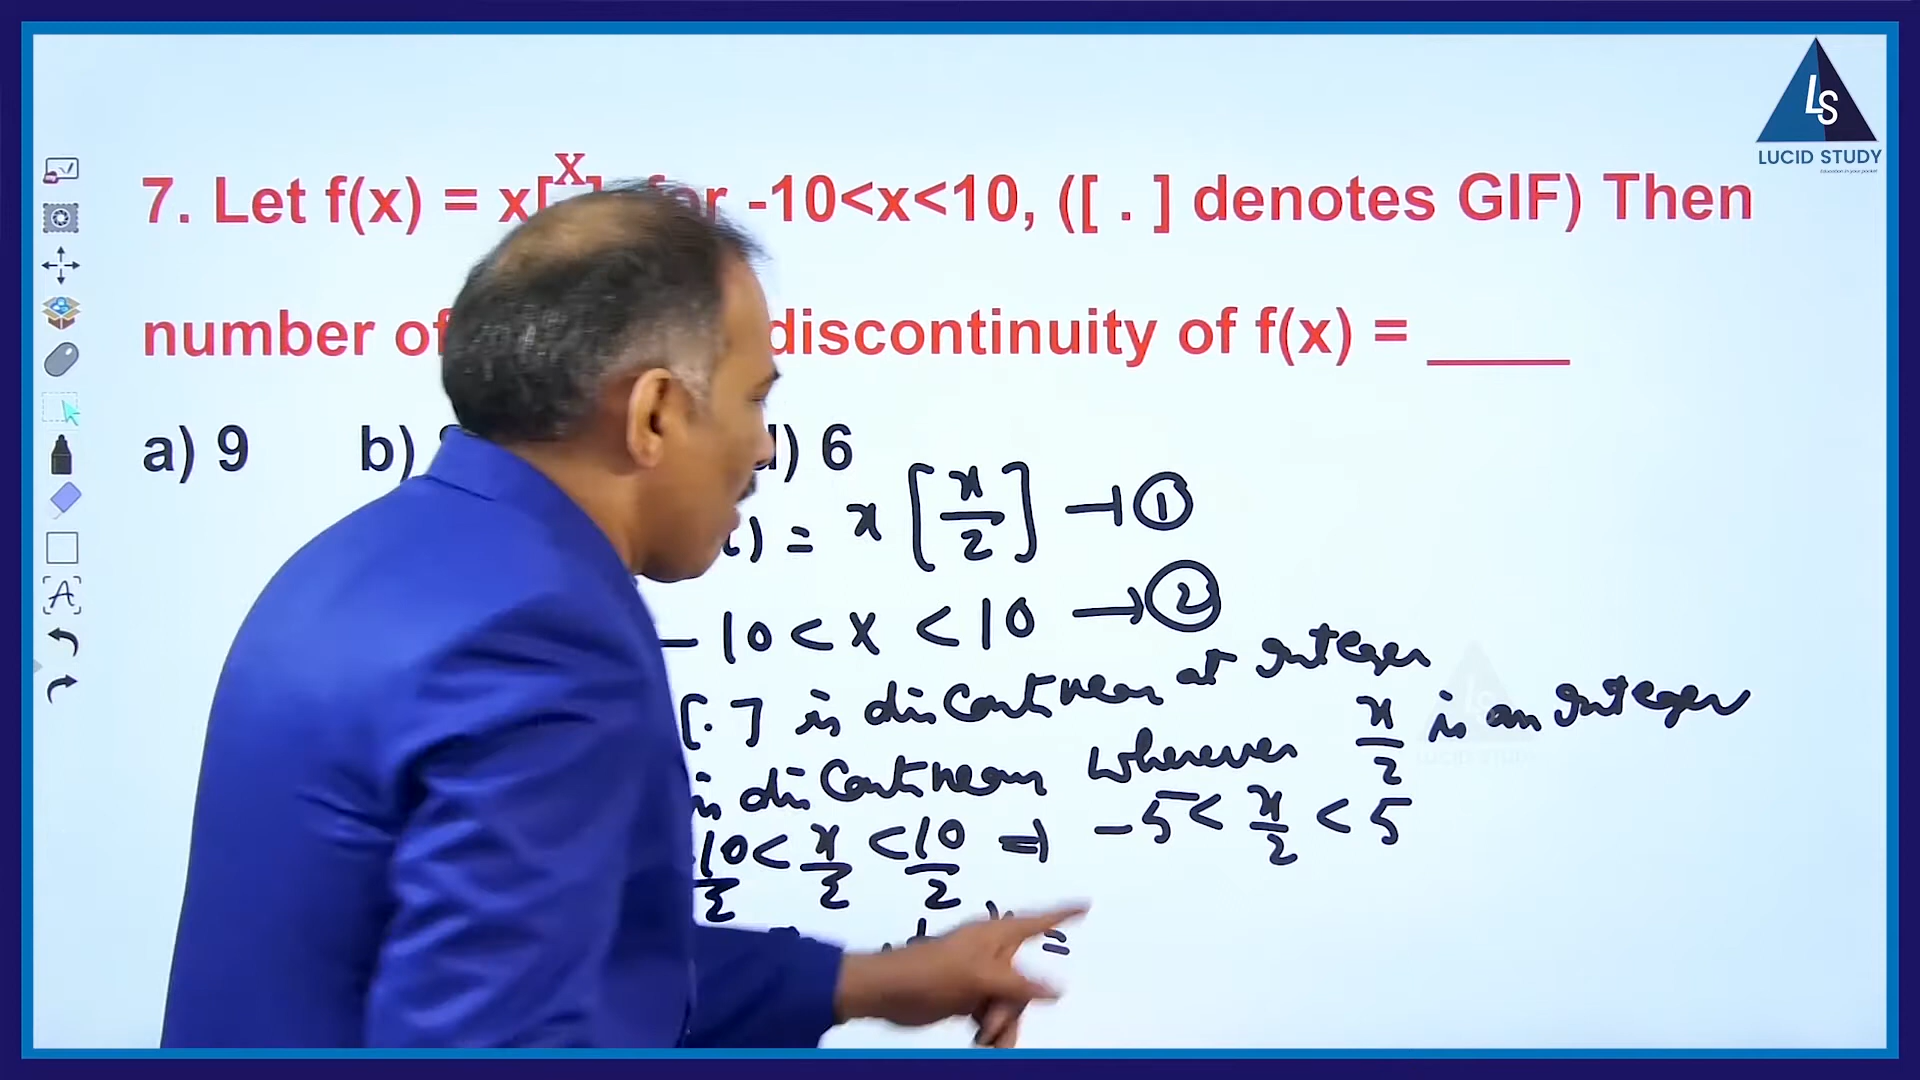 LS
LUCID STUDY
7. Let f(x) = x[x for -10<x<10, ([ . ] denotes GIF) Then
number of discontinuity of f(x) = ____
a) 9 b) d) 6
) = x [x/2] → ①
- 10 < x < 10 → ②
[.] is discontinuous at integer
is discontinuous whenever x/2 is an integer
-10/2 < x/2 < 10/2 ⇒ -5 < x/2 < 5
=